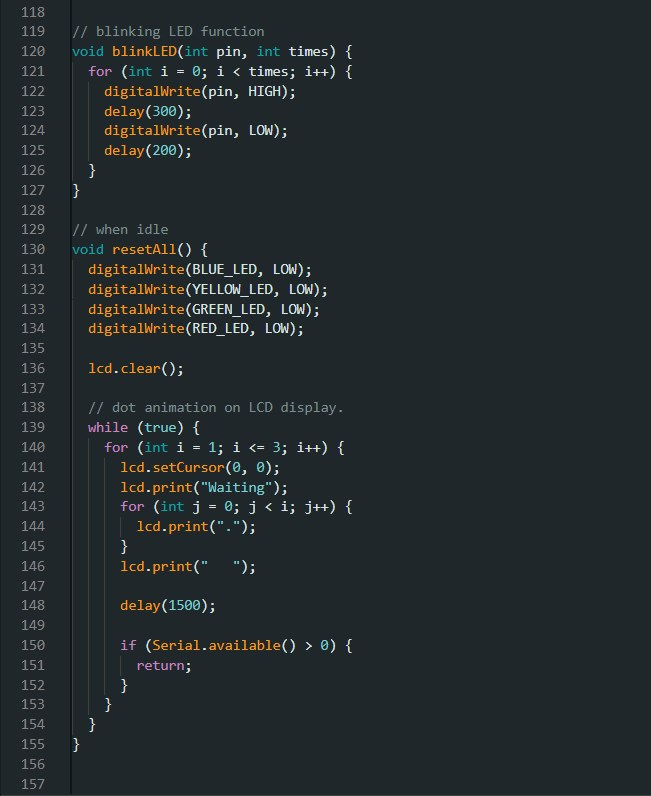 118
119 // blinking LED function
120 void blinkLED(int pin, int times) {
121   for (int i = 0; i < times; i++) {
122     digitalWrite(pin, HIGH);
123     delay(300);
124     digitalWrite(pin, LOW);
125     delay(200);
126   }
127 }
128
129 // when idle
130 void resetAll() {
131   digitalWrite(BLUE_LED, LOW);
132   digitalWrite(YELLOW_LED, LOW);
133   digitalWrite(GREEN_LED, LOW);
134   digitalWrite(RED_LED, LOW);
135
136   lcd.clear();
137
138   // dot animation on LCD display.
139   while (true) {
140     for (int i = 1; i <= 3; i++) {
141       lcd.setCursor(0, 0);
142       lcd.print("Waiting");
143       for (int j = 0; j < i; j++) {
144         lcd.print(".");
145       }
146       lcd.print("   ");
147
148       delay(1500);
149
150       if (Serial.available() > 0) {
151         return;
152       }
153     }
154   }
155 }
156
157